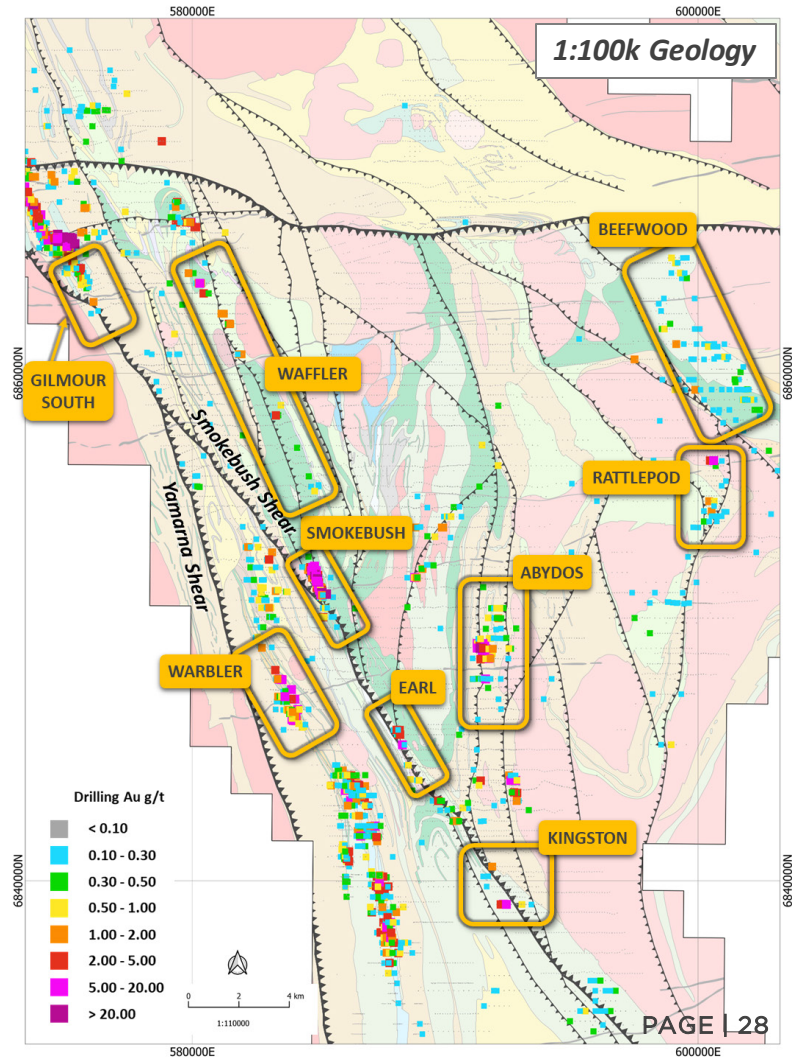 580000E
600000E
1:100k Geology
BEEFWOOD
6860000N
6860000N
GILMOUR
SOUTH
WAFFLER
Smokebush Shear
RATTLEPOD
Yamarna Shear
SMOKEBUSH
ABYDOS
WARBLER
EARL
KINGSTON
Drilling Au g/t
< 0.10
0.10 - 0.30
0.30 - 0.50
0.50 - 1.00
1.00 - 2.00
2.00 - 5.00
5.00 - 20.00
> 20.00
6840000N
6840000N
0 2 4 km
1:110000
PAGE | 28
580000E
600000E